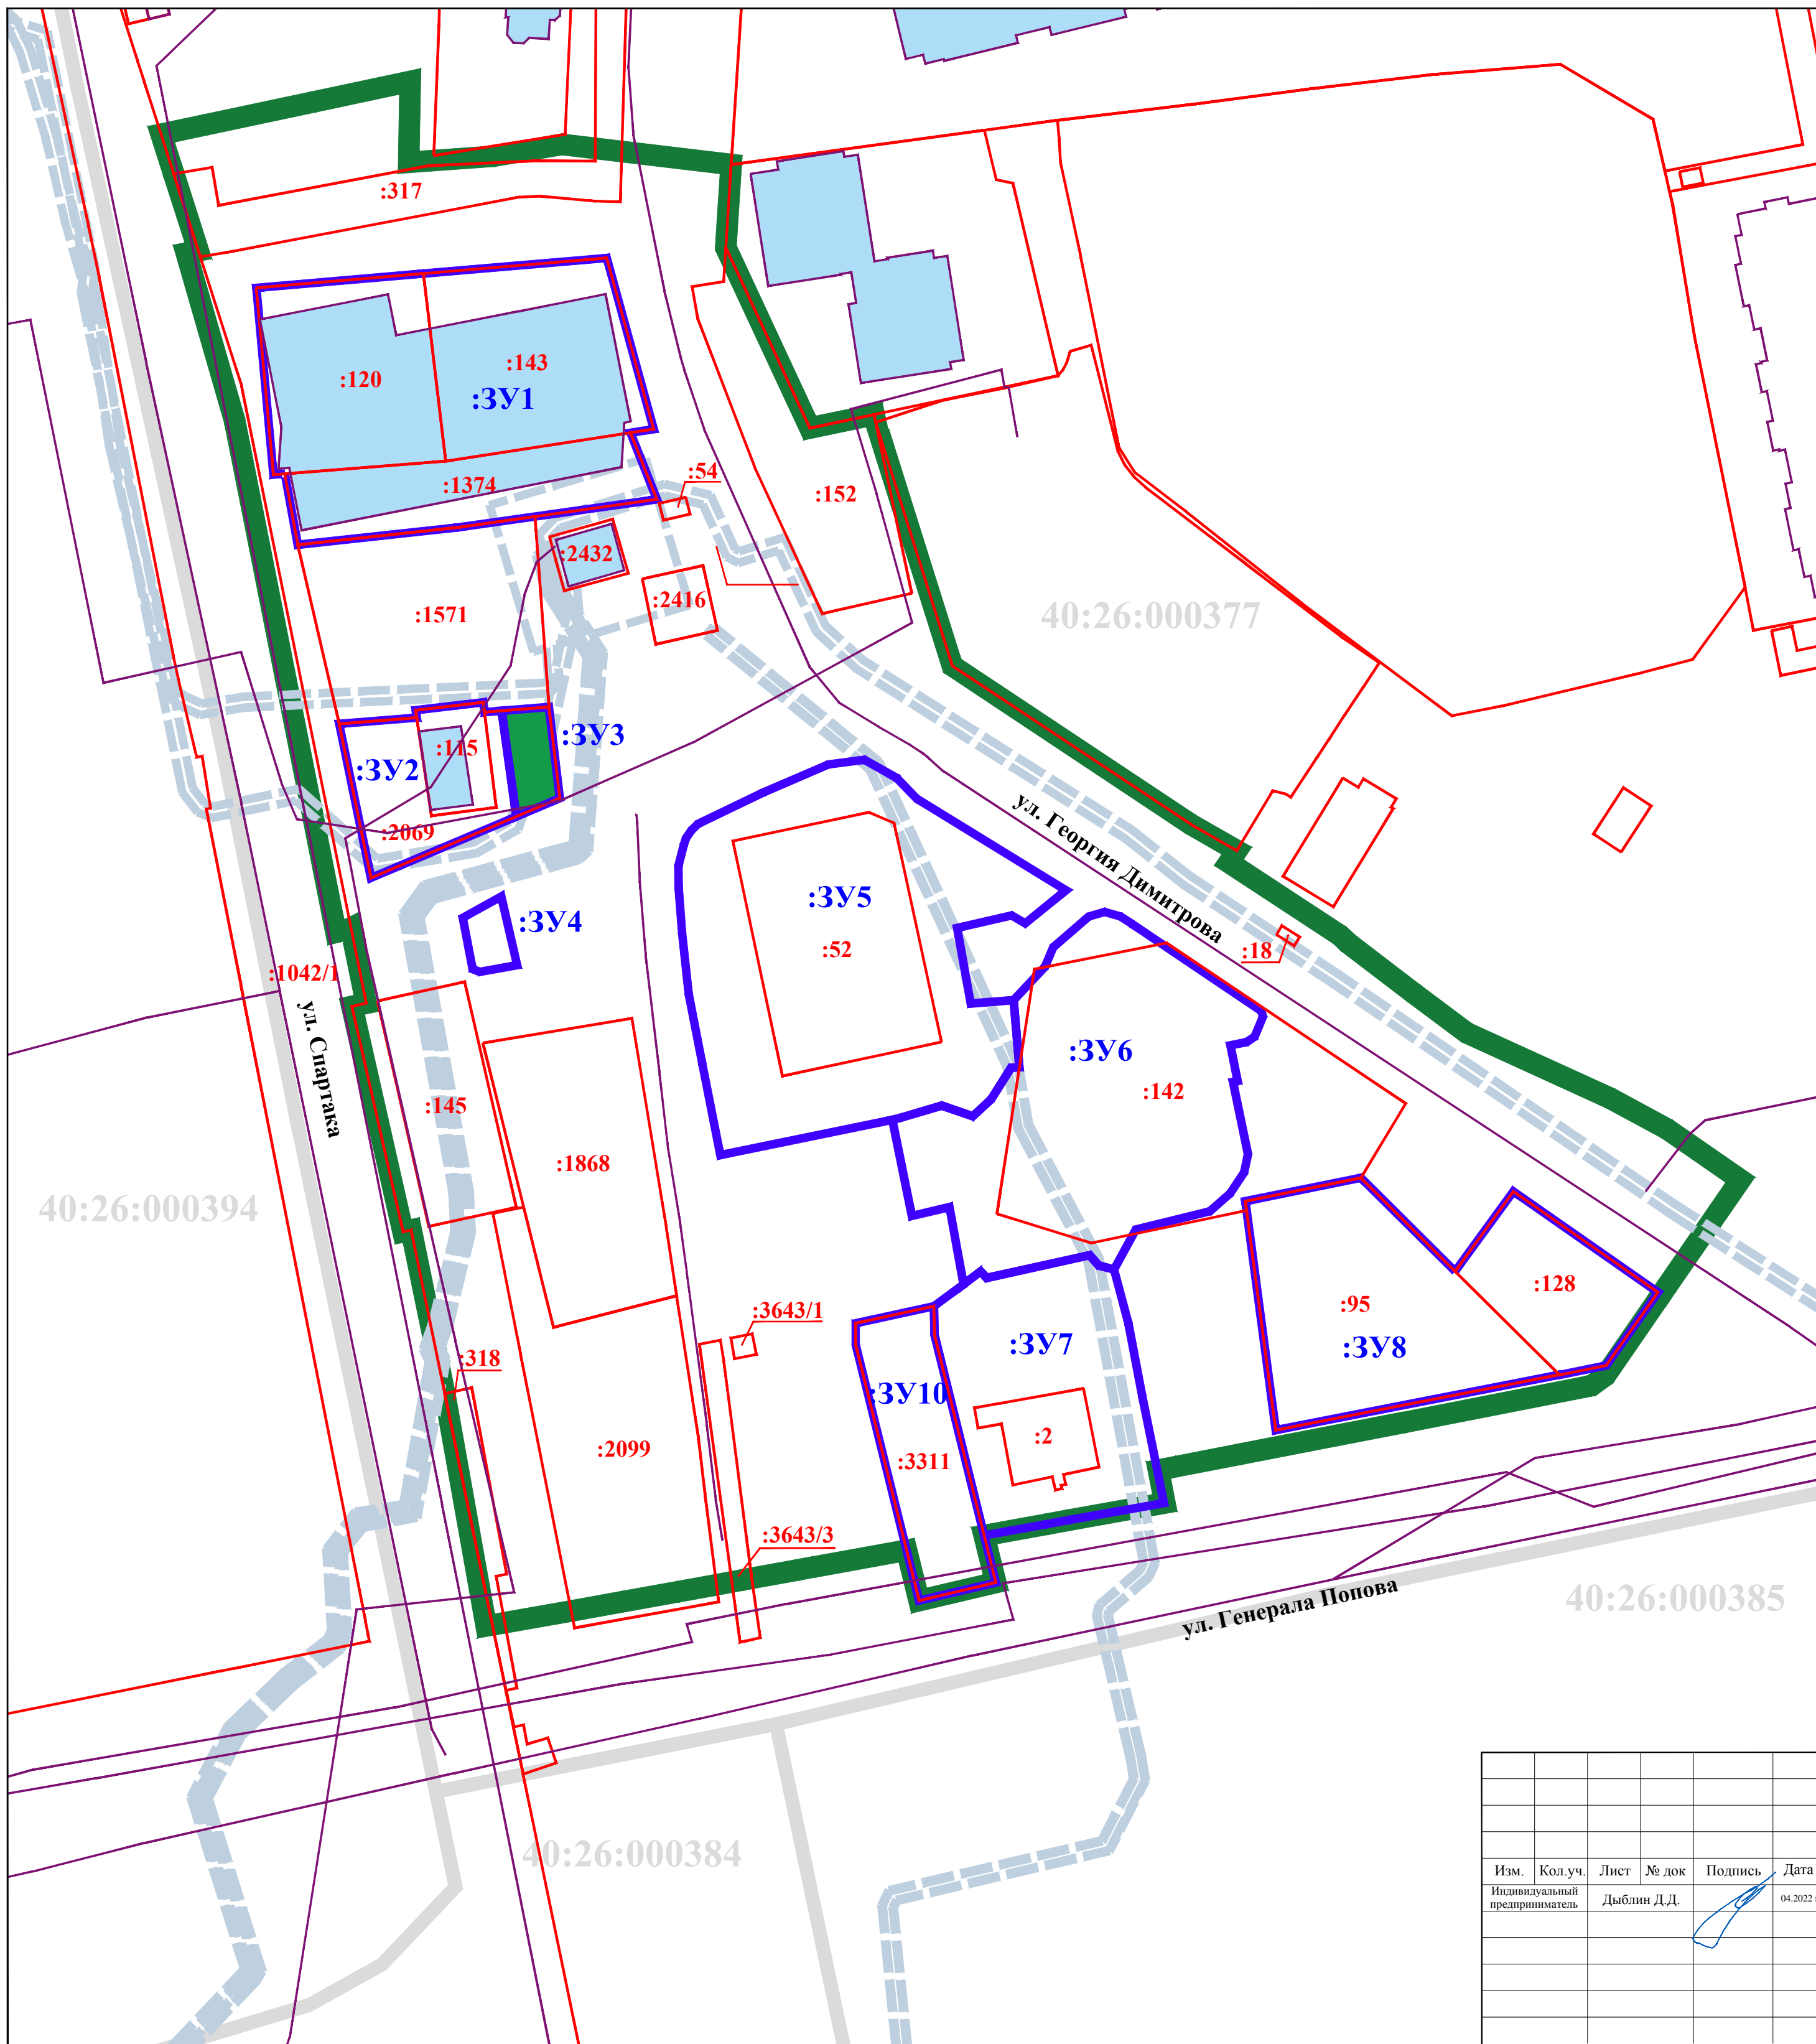 :317
:120
:143
:ЗУ1
:1374
:54
:152
:2432
:2416
:1571
40:26:000377
:ЗУ3
:115
:ЗУ2
:2069
ул. Георгия Димитрова
:ЗУ5
:ЗУ4
:52
:18
:1042/1
ул. Спартака
:ЗУ6
:142
:145
:1868
40:26:000394
:128
:95
:3643/1
:ЗУ7
:ЗУ8
:318
:ЗУ10
:2
:2099
:3311
:3643/3
40:26:000385
ул. Генерала Попова
40:26:000384
Изм. Кол.уч. Лист № док Подпись Дата
Индивидуальный
предприниматель
Дыблин Д.Д.
04.2022